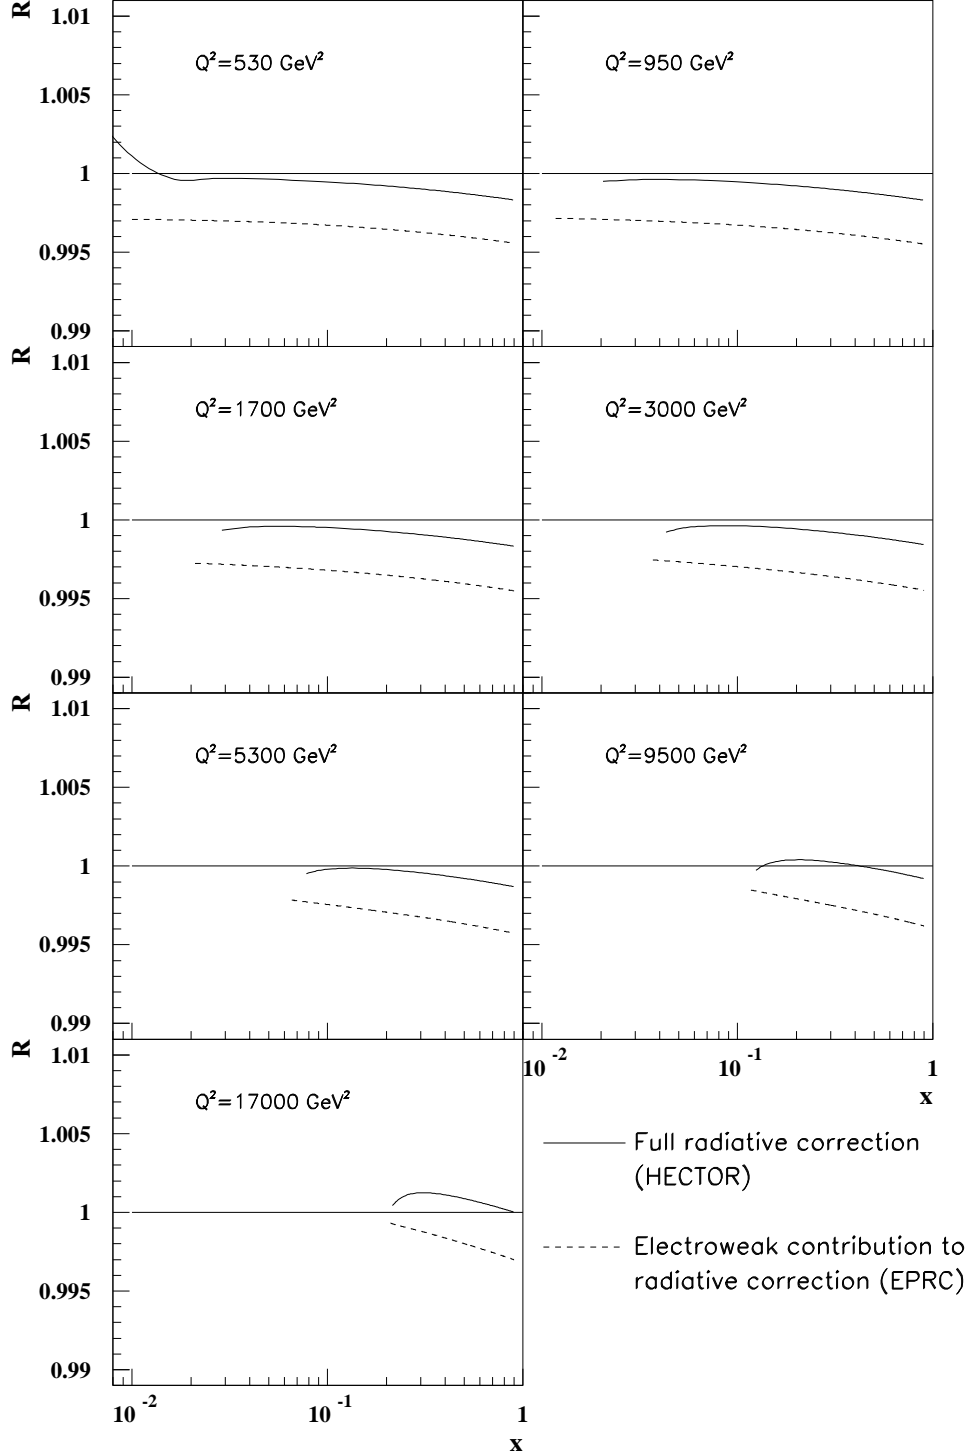 R
1.01
Q²=530 GeV²
Q²=950 GeV²
1.005
1
0.995
0.99
R
1.01
Q²=1700 GeV²
Q²=3000 GeV²
1.005
1
0.995
0.99
R
1.01
Q²=5300 GeV²
Q²=9500 GeV²
1.005
1
0.995
0.99
R
1.01
10⁻²
10⁻¹
1
x
Q²=17000 GeV²
1.005
Full radiative correction
(HECTOR)
1
Electroweak contribution to
radiative correction (EPRC)
0.995
0.99
10⁻²
10⁻¹
1
x